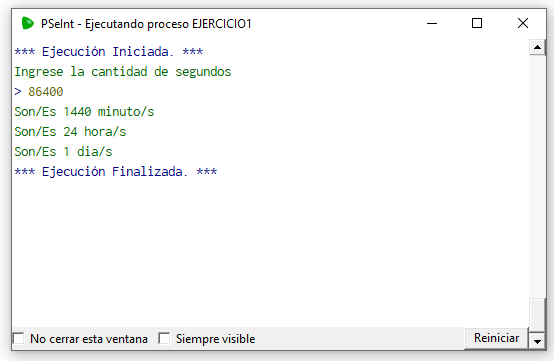 PSeInt - Ejecutando proceso EJERCICIO1
*** Ejecución Iniciada. ***
Ingrese la cantidad de segundos
> 86400
Son/Es 1440 minuto/s
Son/Es 24 hora/s
Son/Es 1 dia/s
*** Ejecución Finalizada. ***
No cerrar esta ventana Siempre visible Reiniciar